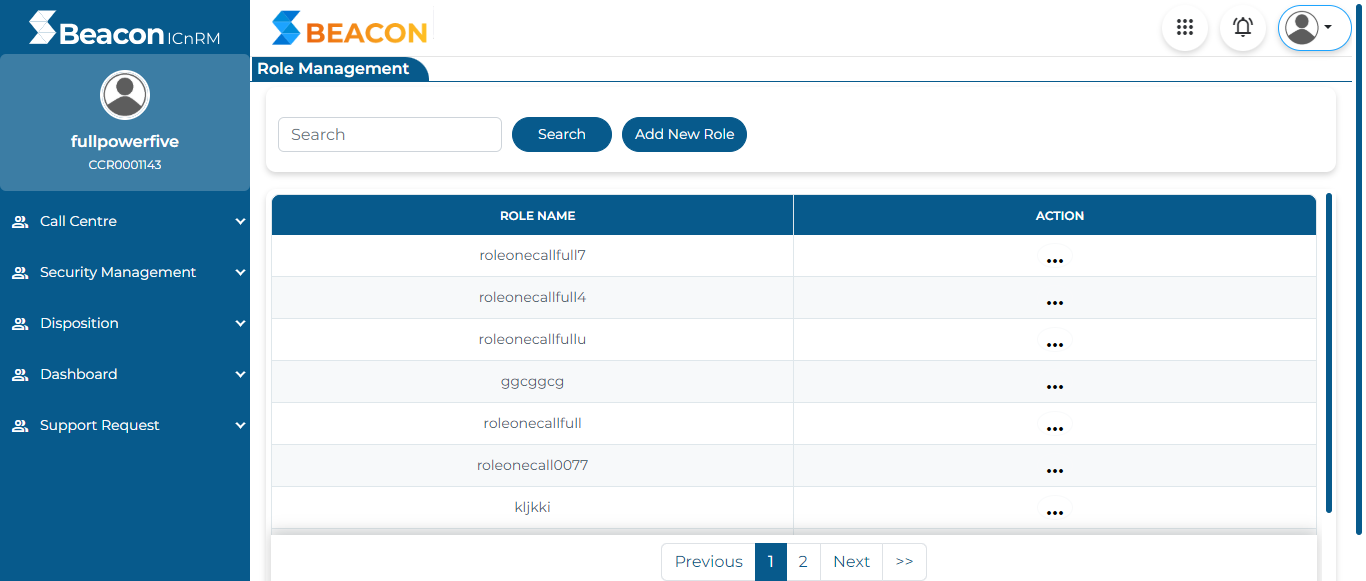 Beacon ICnRM
BEACON
Role Management
fullpowerfive
CCR0001143
Call Centre
Security Management
Disposition
Dashboard
Support Request
Search
Search
Add New Role
ROLE NAME
ACTION
roleonecallfull7
roleonecallfull4
roleonecallfullu
ggcggcg
roleonecallfull
roleonecall0077
kljkki
Previous 1 2 Next >>